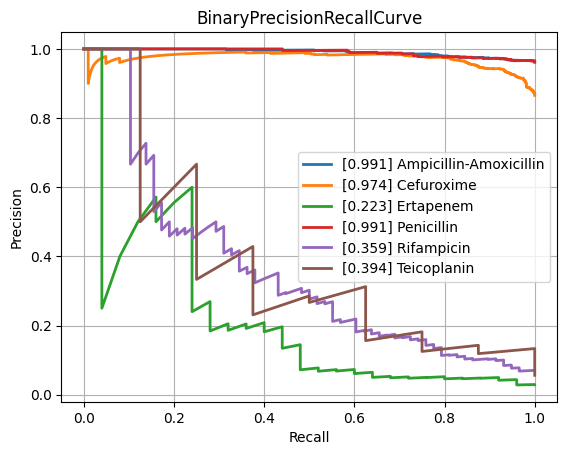 BinaryPrecisionRecallCurve
Precision
1.0
0.8
0.6
0.4
0.2
0.0
[0.991] Ampicillin-Amoxicillin
[0.974] Cefuroxime
[0.223] Ertapenem
[0.991] Penicillin
[0.359] Rifampicin
[0.394] Teicoplanin
0.0 0.2 0.4 0.6 0.8 1.0
Recall